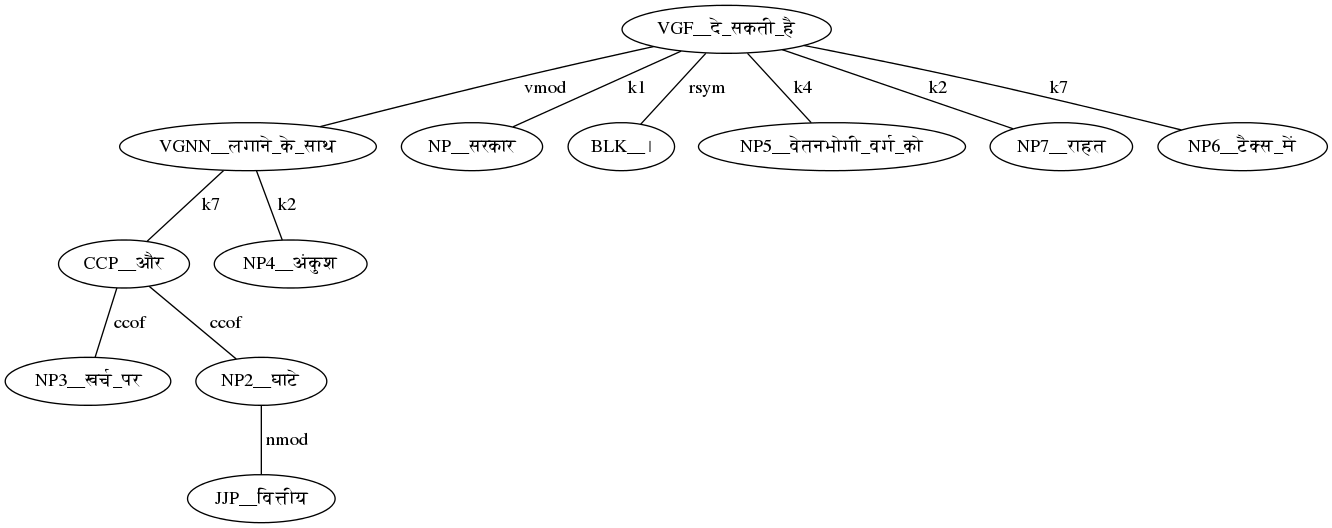 VGF__दे_सकती_है
vmod k1 rsym k4 k2 k7
VGNN__लगाने_के_साथ NP__सरकार BLK__। NP5__वेतनभोगी_वर्ग_को NP7__राहत NP6__टैक्स_में
k7 k2
CCP__और NP4__अंकुश
ccof ccof
NP3__खर्च_पर NP2__घाटे
nmod
JJP__वित्तीय